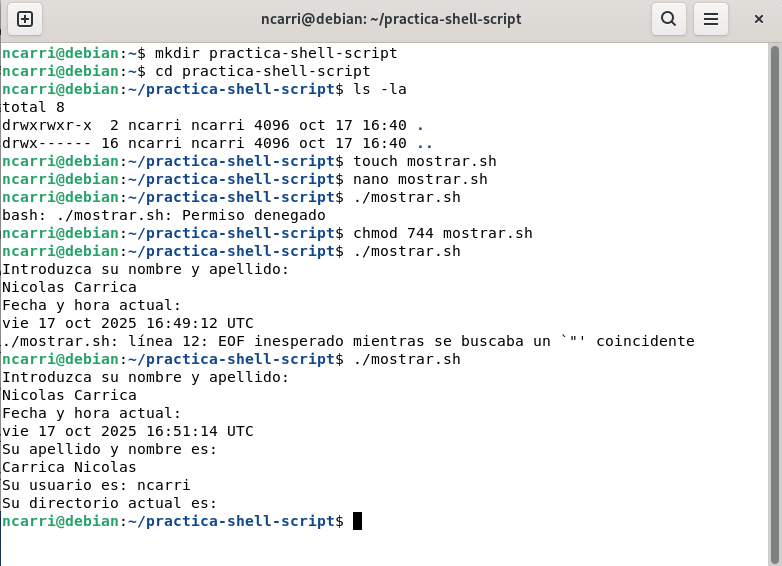 ncarri@debian: ~/practica-shell-script
ncarri@debian:~$ mkdir practica-shell-script
ncarri@debian:~$ cd practica-shell-script
ncarri@debian:~/practica-shell-script$ ls -la
total 8
drwxrwxr-x  2 ncarri ncarri 4096 oct 17 16:40 .
drwx------ 16 ncarri ncarri 4096 oct 17 16:40 ..
ncarri@debian:~/practica-shell-script$ touch mostrar.sh
ncarri@debian:~/practica-shell-script$ nano mostrar.sh
ncarri@debian:~/practica-shell-script$ ./mostrar.sh
bash: ./mostrar.sh: Permiso denegado
ncarri@debian:~/practica-shell-script$ chmod 744 mostrar.sh
ncarri@debian:~/practica-shell-script$ ./mostrar.sh
Introduzca su nombre y apellido:
Nicolas Carrica
Fecha y hora actual:
vie 17 oct 2025 16:49:12 UTC
./mostrar.sh: línea 12: EOF inesperado mientras se buscaba un `"' coincidente
ncarri@debian:~/practica-shell-script$ ./mostrar.sh
Introduzca su nombre y apellido:
Nicolas Carrica
Fecha y hora actual:
vie 17 oct 2025 16:51:14 UTC
Su apellido y nombre es:
Carrica Nicolas
Su usuario es: ncarri
Su directorio actual es:
ncarri@debian:~/practica-shell-script$